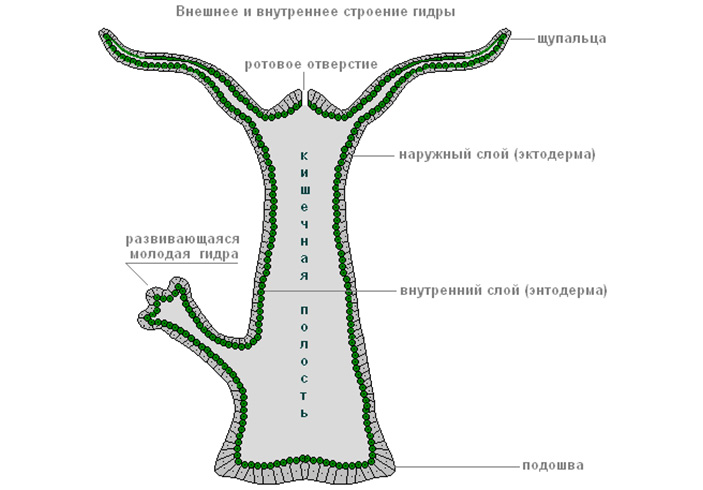 Внешнее и внутреннее строение гидры
щупальца
ротовое отверстие
наружный слой (эктодерма)
кишечная полость
развивающаяся
молодая гидра
внутренний слой (энтодерма)
подошва